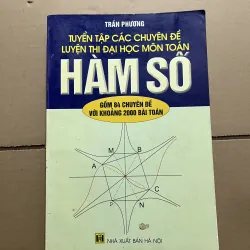 TRẦN PHƯƠNG
TUYỂN TẬP CÁC CHUYÊN ĐỀ
LUYỆN THI ĐẠI HỌC MÔN TOÁN
HÀM SỐ
GỒM 84 CHUYÊN ĐỀ
VỚI KHOẢNG 2000 BÀI TOÁN
A
M
N
C
NHÀ XUẤT BẢN HÀ NỘI